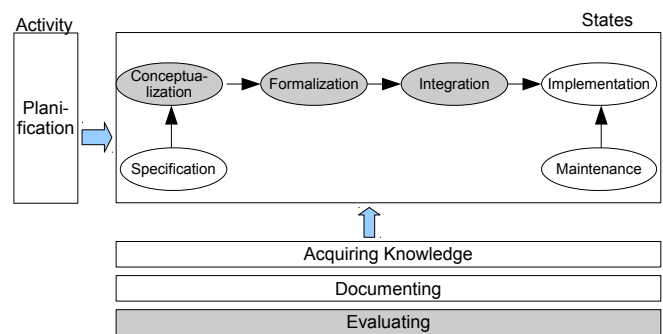 Activity
States
Plani-
fication
Conceptua-
lization
Formalization
Integration
Implementation
Specification
Maintenance
Acquiring Knowledge
Documenting
Evaluating